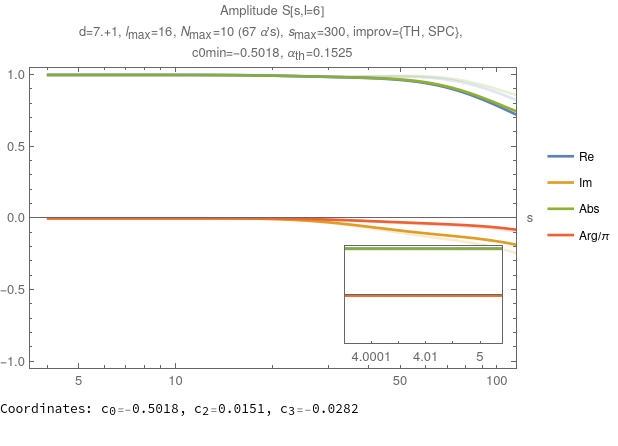 Amplitude S[s,l=6]
d=7.+1, lmax=16, Nmax=10 (67 α's), smax=300, improv={TH, SPC},
c0min=-0.5018, αth=0.1525
1.0
0.5
0.0
-0.5
-1.0
s
Re
Im
Abs
Arg/π
4.0001 4.01 5
5 10 50 100
Coordinates: c0=-0.5018, c2=0.0151, c3=-0.0282